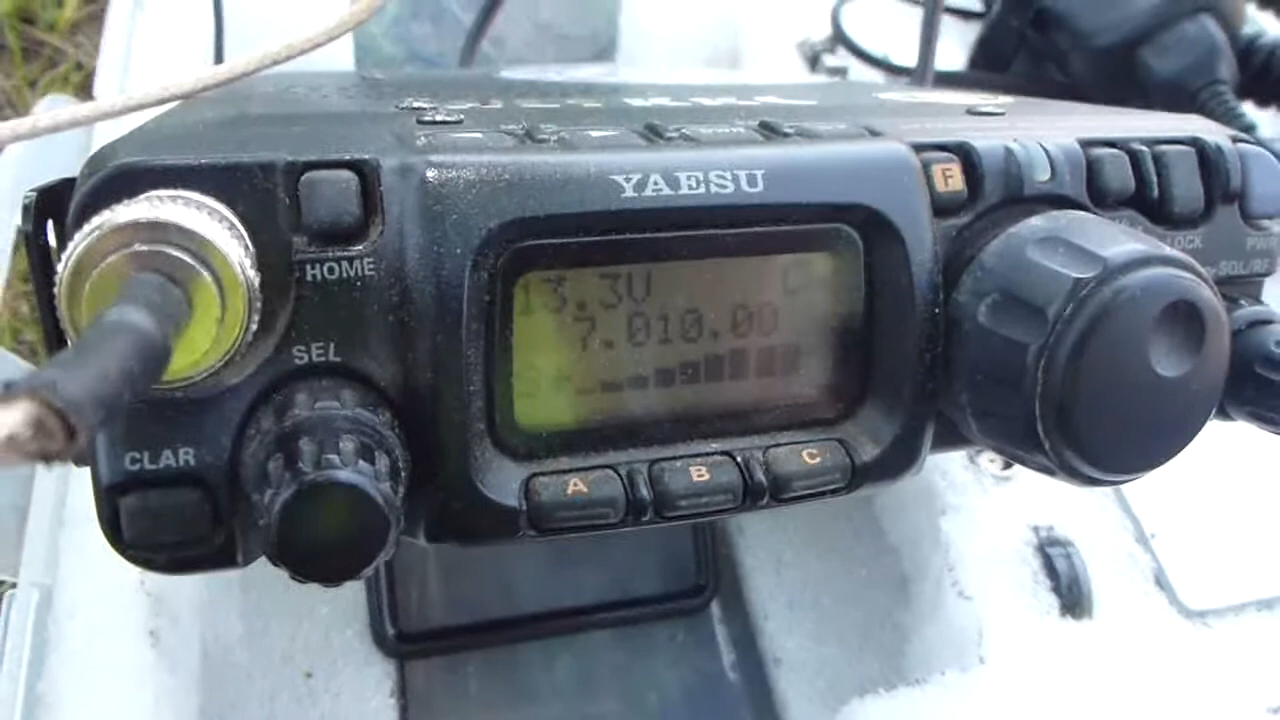 YAESU
F
HOME
LOCK
PWR
SQL/RF
13.3V
7.010.00
SEL
CLAR
A
B
C